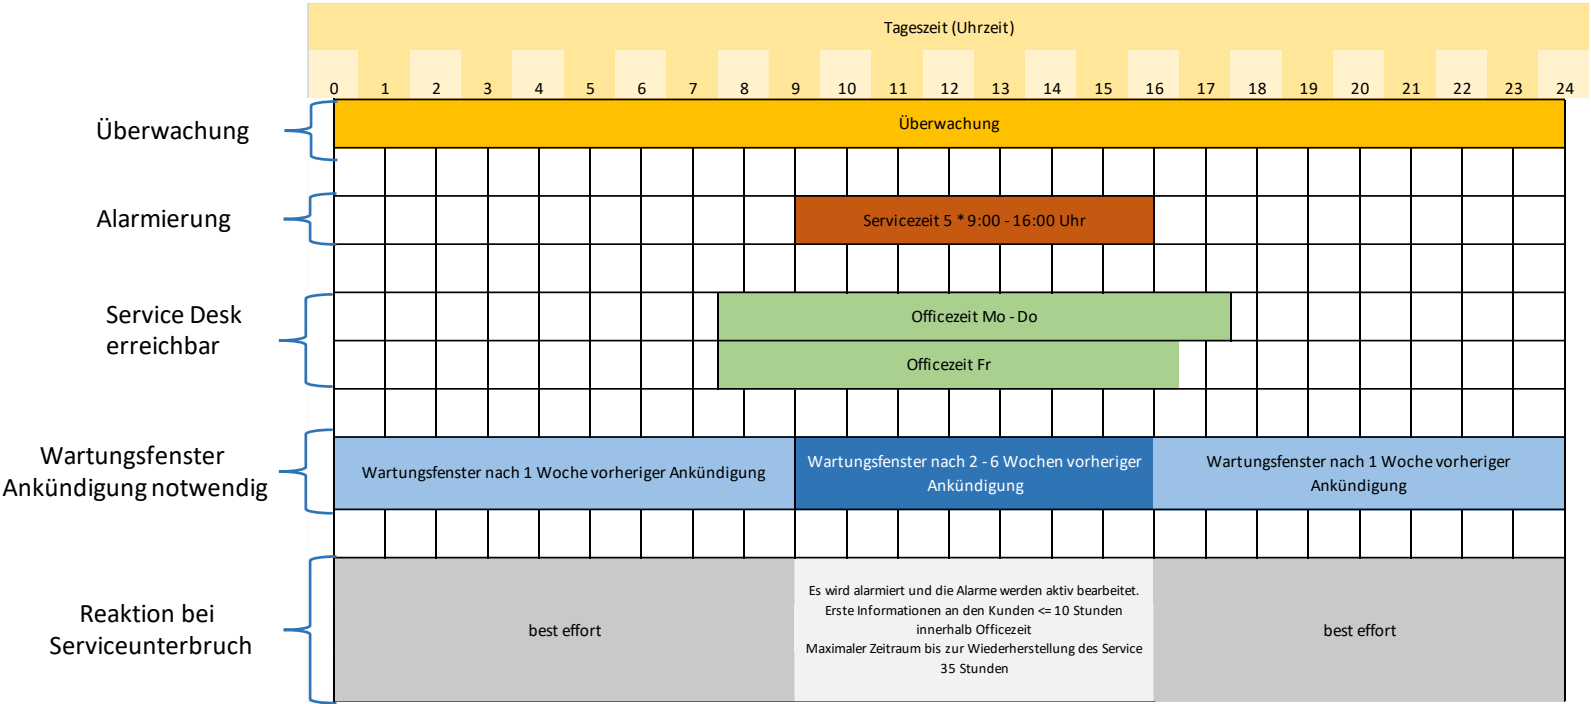 Tageszeit (Uhrzeit)
0 1 2 3 4 5 6 7 8 9 10 11 12 13 14 15 16 17 18 19 20 21 22 23 24
Überwachung
Überwachung
Alarmierung
Servicezeit 5 * 9:00 - 16:00 Uhr
Service Desk
erreichbar
Officezeit Mo - Do
Officezeit Fr
Wartungsfenster
Ankündigung notwendig
Wartungsfenster nach 1 Woche vorheriger Ankündigung
Wartungsfenster nach 2 - 6 Wochen vorheriger
Ankündigung
Wartungsfenster nach 1 Woche vorheriger
Ankündigung
Reaktion bei
Serviceunterbruch
best effort
Es wird alarmiert und die Alarme werden aktiv bearbeitet.
Erste Informationen an den Kunden <= 10 Stunden
innerhalb Officezeit
Maximaler Zeitraum bis zur Wiederherstellung des Service
35 Stunden
best effort